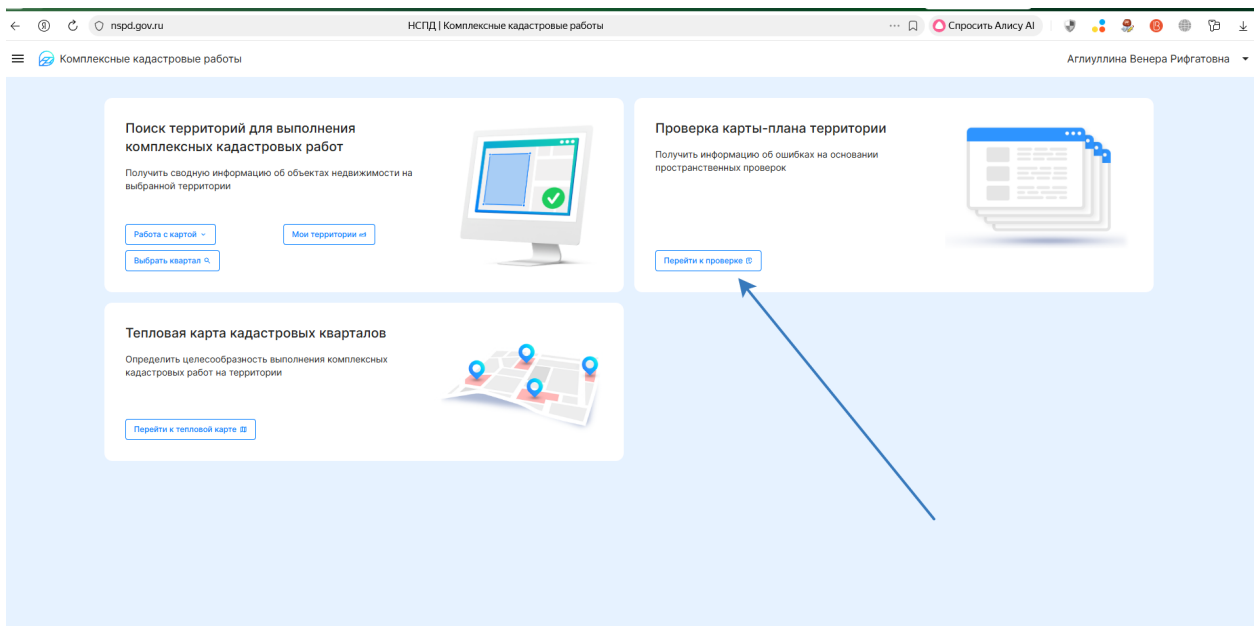 nspd.gov.ru
НСПД | Комплексные кадастровые работы
Спросить Алису AI
Комплексные кадастровые работы
Аглиуллина Венера Рифгатовна
Поиск территорий для выполнения
комплексных кадастровых работ
Получить сводную информацию об объектах недвижимости на
выбранной территории
Работа с картой
Мои территории
Выбрать квартал
Проверка карты-плана территории
Получить информацию об ошибках на основании
пространственных проверок
Перейти к проверке
Тепловая карта кадастровых кварталов
Определить целесообразность выполнения комплексных
кадастровых работ на территории
Перейти к тепловой карте